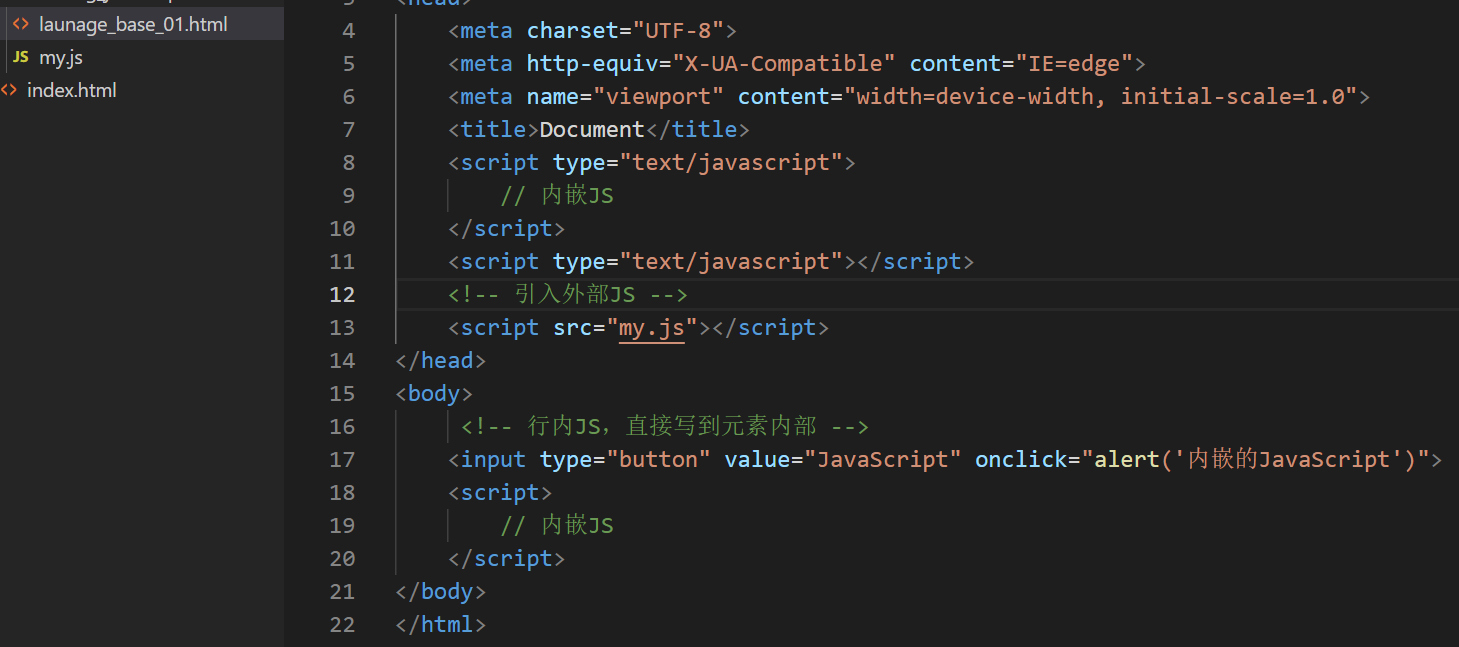 launage_base_01.html
JS my.js
index.html
4 <meta charset="UTF-8">
5 <meta http-equiv="X-UA-Compatible" content="IE=edge">
6 <meta name="viewport" content="width=device-width, initial-scale=1.0">
7 <title>Document</title>
8 <script type="text/javascript">
9 // 内嵌JS
10 </script>
11 <script type="text/javascript"></script>
12 <!-- 引入外部JS -->
13 <script src="my.js"></script>
14 </head>
15 <body>
16 <!-- 行内JS，直接写到元素内部 -->
17 <input type="button" value="JavaScript" onclick="alert('内嵌的JavaScript')">
18 <script>
19 // 内嵌JS
20 </script>
21 </body>
22 </html>